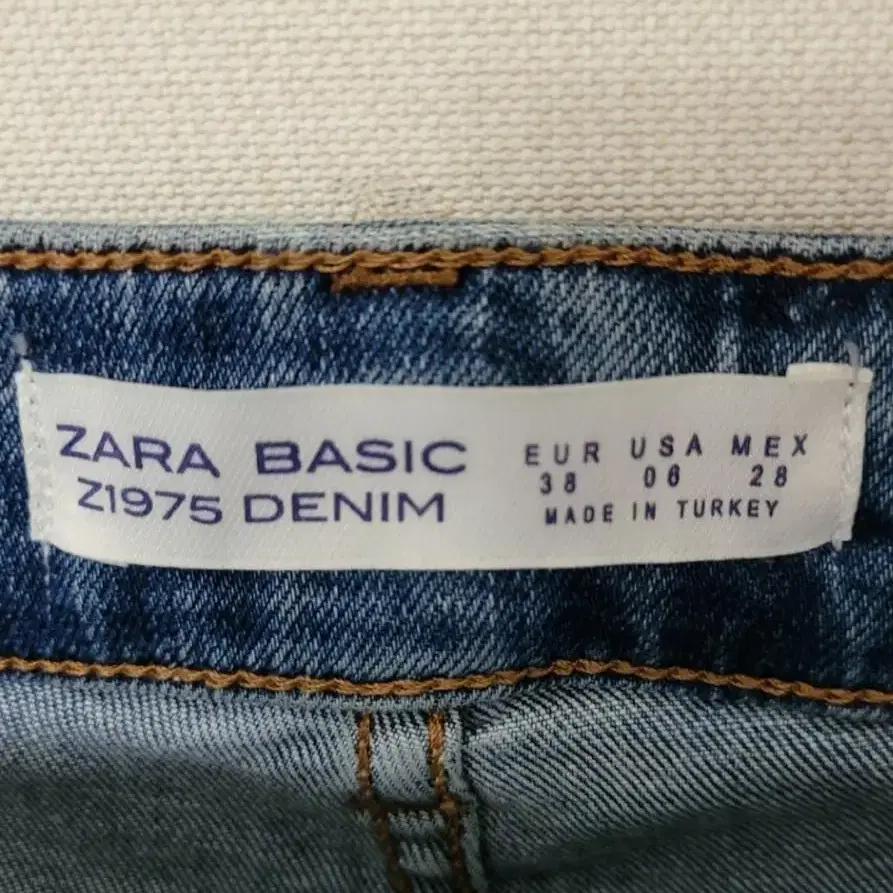 ZARA BASIC
Z1975 DENIM
EUR USA MEX
38 06 28
MADE IN TURKEY